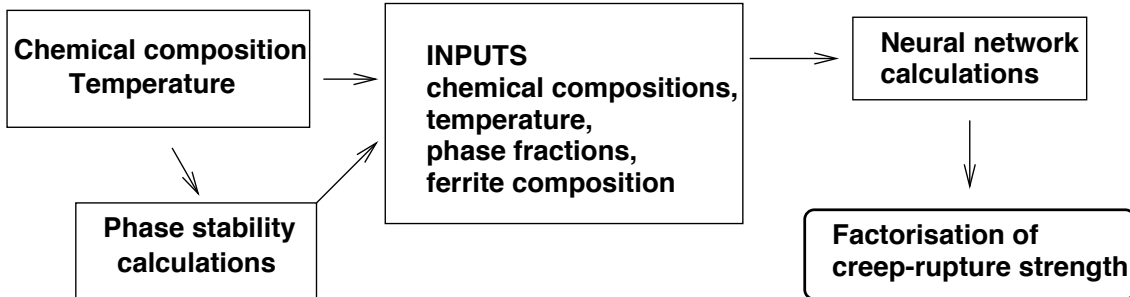 Chemical composition
Temperature
Phase stability
calculations
INPUTS
chemical compositions,
temperature,
phase fractions,
ferrite composition
Neural network
calculations
Factorisation of
creep-rupture strength